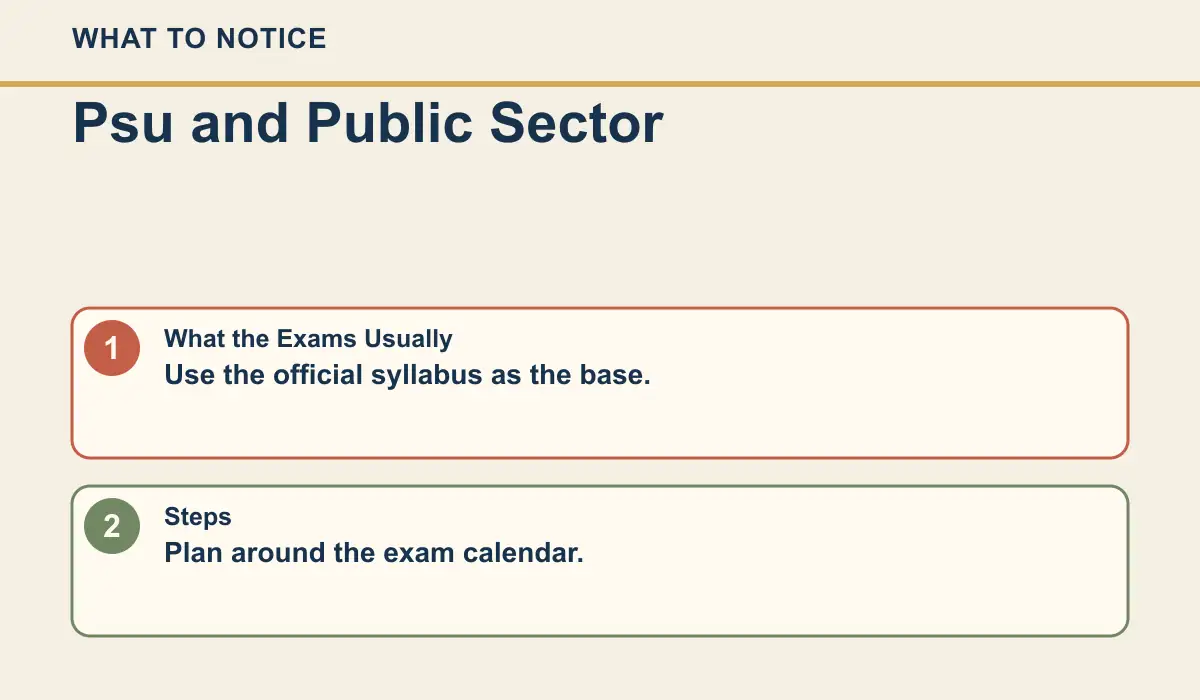 WHAT TO NOTICE
Psu and Public Sector
1
What the Exams Usually
Use the official syllabus as the base.
2
Steps
Plan around the exam calendar.